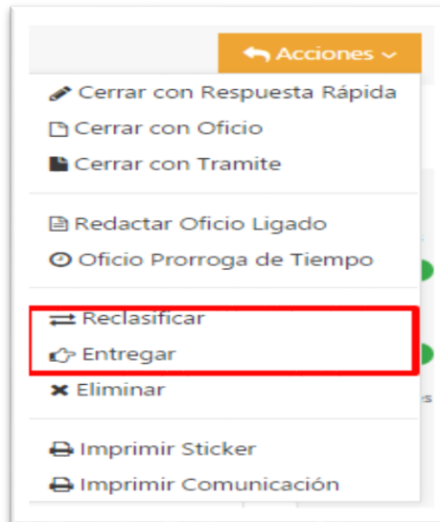 Acciones
Cerrar con Respuesta Rápida
Cerrar con Oficio
Cerrar con Tramite
Redactar Oficio Ligado
Oficio Prorroga de Tiempo
Reclasificar
Entregar
Eliminar
Imprimir Sticker
Imprimir Comunicación